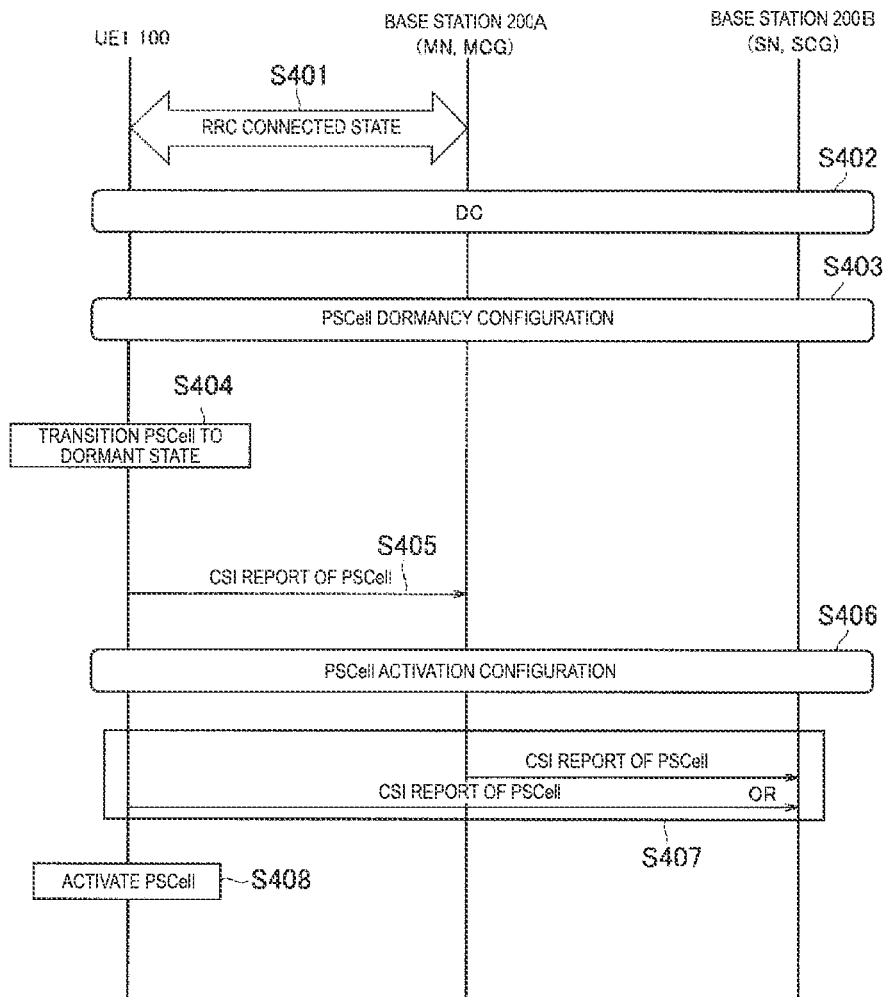 UE1 100
BASE STATION 200A
(MN, MCG)
BASE STATION 200B
(SN, SCG)
S401
RRC CONNECTED STATE
S402
DC
S403
PSCell DORMANCY CONFIGURATION
S404
TRANSITION PSCell TO
DORMANT STATE
S405
CSI REPORT OF PSCell
S406
PSCell ACTIVATION CONFIGURATION
CSI REPORT OF PSCell
CSI REPORT OF PSCell
OR
S407
ACTIVATE PSCell
S408